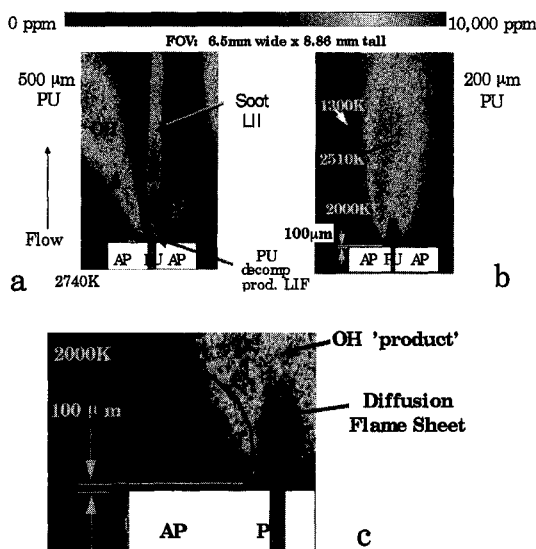 0 ppm
10,000 ppm
FOV: 6.5mm wide x 8.86 mm tall
500 µm
PU
Soot
LII
Flow
AP PU AP
PU
decomp
prod. LIF
2740K
a
200 µm
PU
1300K
2510K
2000K
100µm
AP PU AP
b
2000K
100 µ m
OH 'product'
Diffusion
Flame Sheet
AP P
c